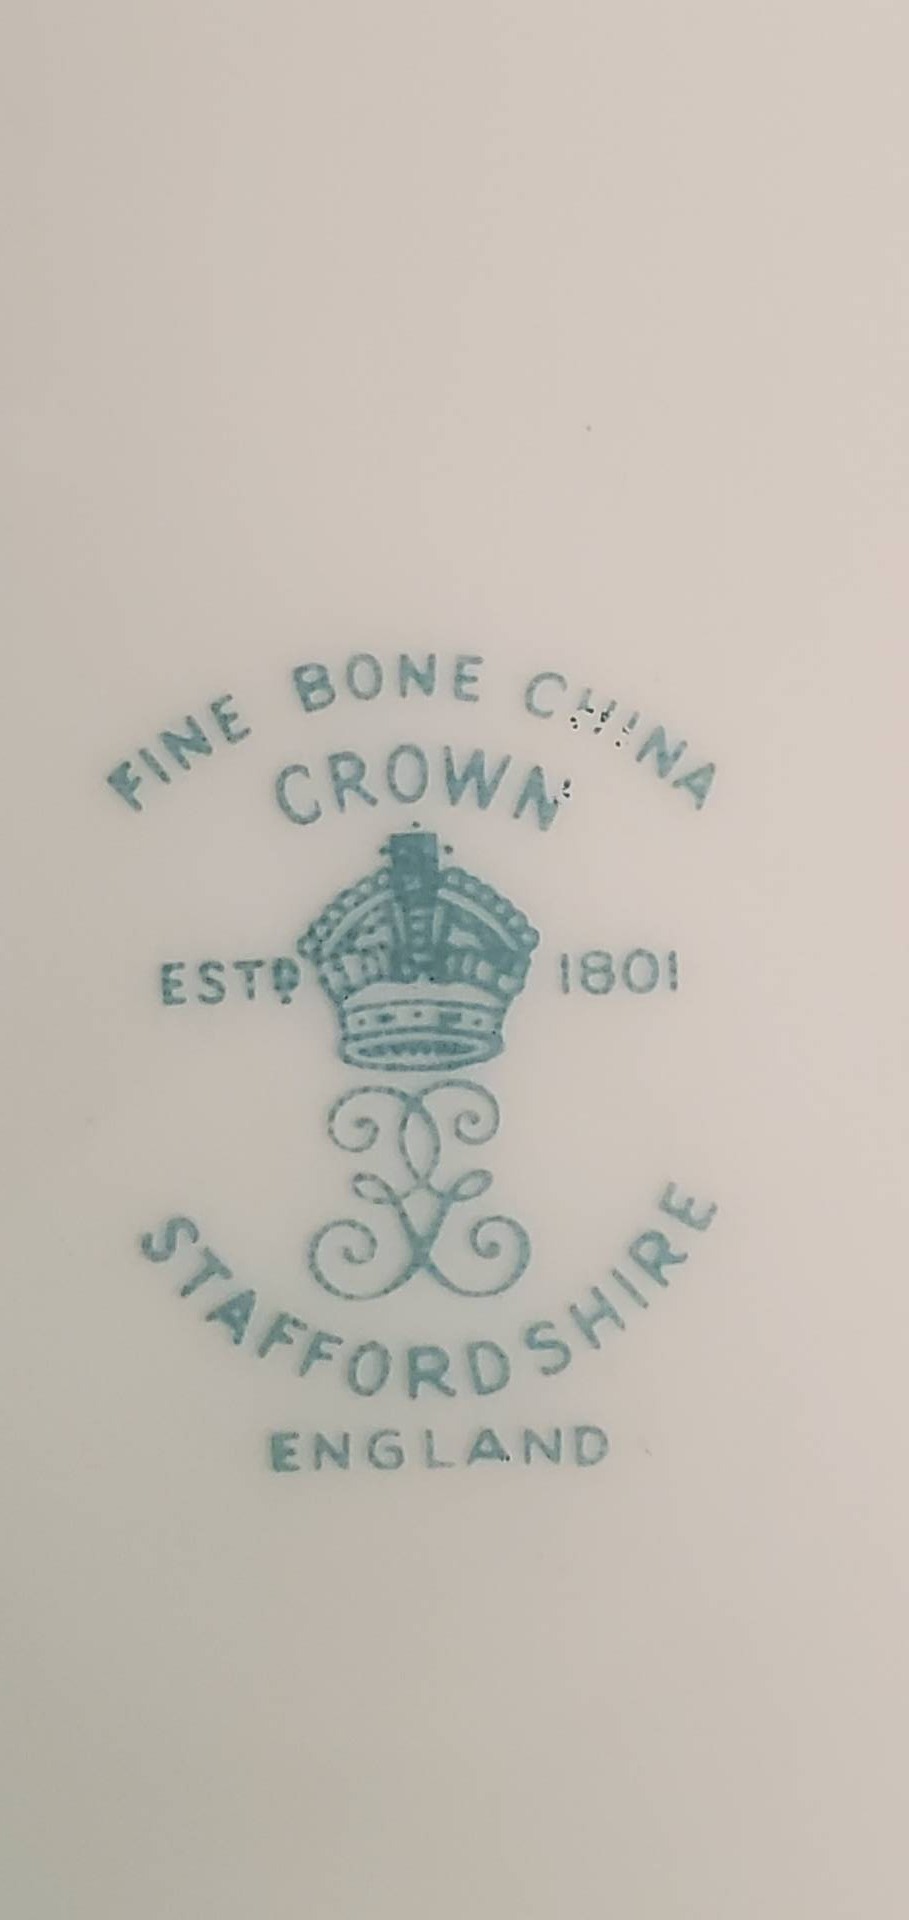 FINE BONE CHINA
CROWN
ESTD 1801
STAFFORDSHIRE
ENGLAND